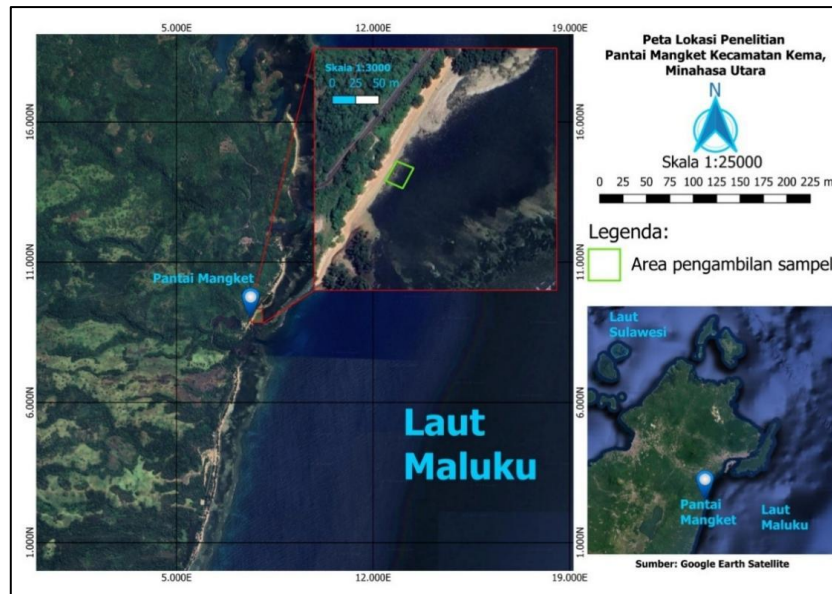 5.000E
12.000E
19.000E
16.000N
11.000N
6.000N
1.000N
16.000N
11.000N
6.000N
1.000N
5.000E
12.000E
19.000E
Skala 1:3000
0 25 50 m
Pantai Mangket
Laut
Maluku
Peta Lokasi Penelitian
Pantai Mangket Kecamatan Kema,
Minahasa Utara
N
Skala 1:25000
0 25 50 75 100 125 150 175 200 225 m
Legenda:
Area pengambilan sampel
Laut
Sulawesi
Pantai
Mangket
Laut
Maluku
Sumber: Google Earth Satellite